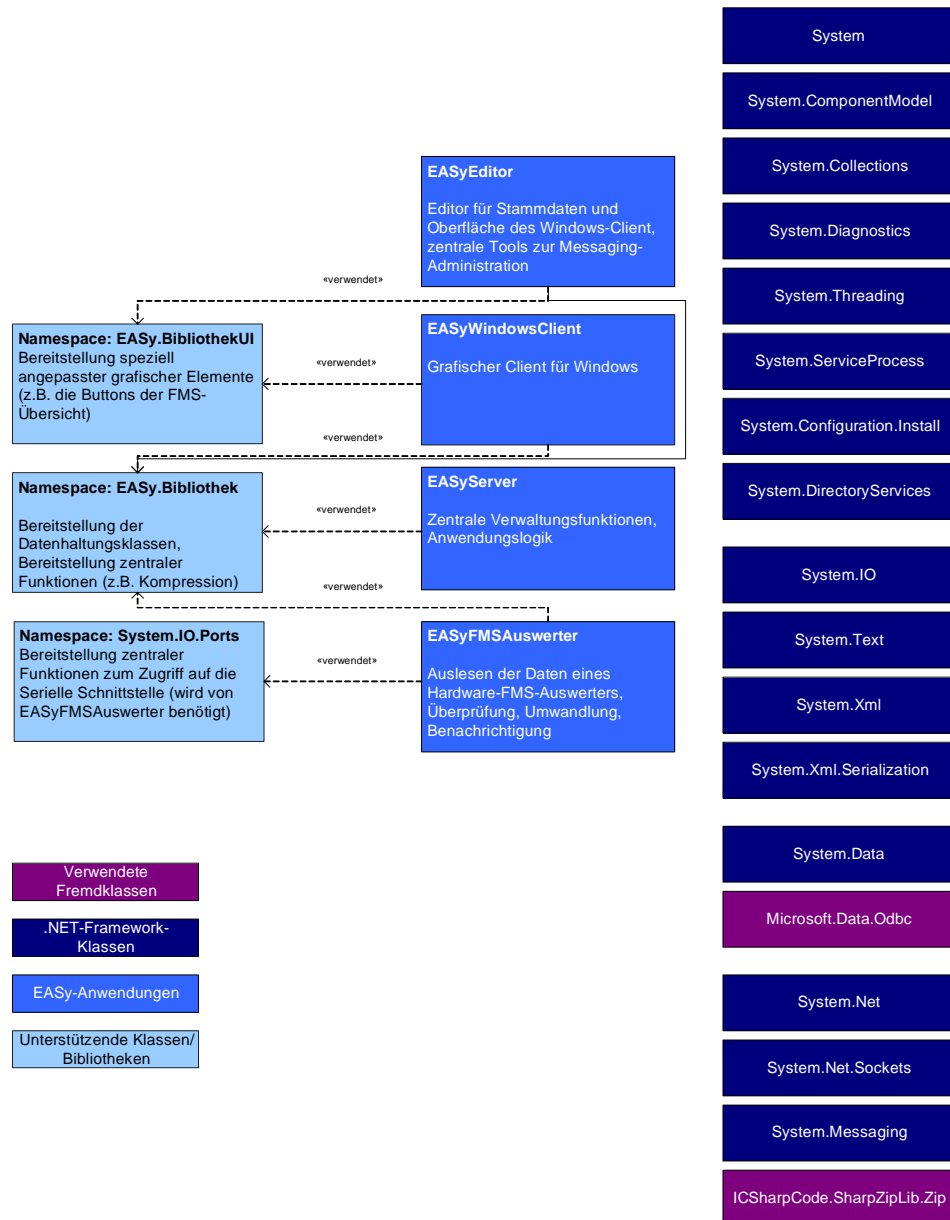 System
System.ComponentModel
System.Collections
System.Diagnostics
System.Threading
System.ServiceProcess
System.Configuration.Install
System.DirectoryServices
System.IO
System.Text
System.Xml
System.Xml.Serialization
System.Data
Microsoft.Data.Odbc
System.Net
System.Net.Sockets
System.Messaging
ICSharpCode.SharpZipLib.Zip
EASyEditor
Editor für Stammdaten und
Oberfläche des Windows-Client,
zentrale Tools zur Messaging-
Administration
«verwendet»
Namespace: EASy.BibliothekUI
Bereitstellung speziell
angepasster grafischer Elemente
(z.B. die Buttons der FMS-
Übersicht)
«verwendet»
EASyWindowsClient
Grafischer Client für Windows
«verwendet»
Namespace: EASy.Bibliothek
Bereitstellung der
Datenhaltungsklassen,
Bereitstellung zentraler
Funktionen (z.B. Kompression)
«verwendet»
EASyServer
Zentrale Verwaltungsfunktionen,
Anwendungslogik
Namespace: System.IO.Ports
Bereitstellung zentraler
Funktionen zum Zugriff auf die
Serielle Schnittstelle (wird von
EASyFMSAuswerter benötigt)
«verwendet»
EASyFMSAuswerter
Auslesen der Daten eines
Hardware-FMS-Auswerters,
Überprüfung, Umwandlung,
Benachrichtigung
Verwendete
Fremdklassen
.NET-Framework-
Klassen
EASy-Anwendungen
Unterstützende Klassen/
Bibliotheken